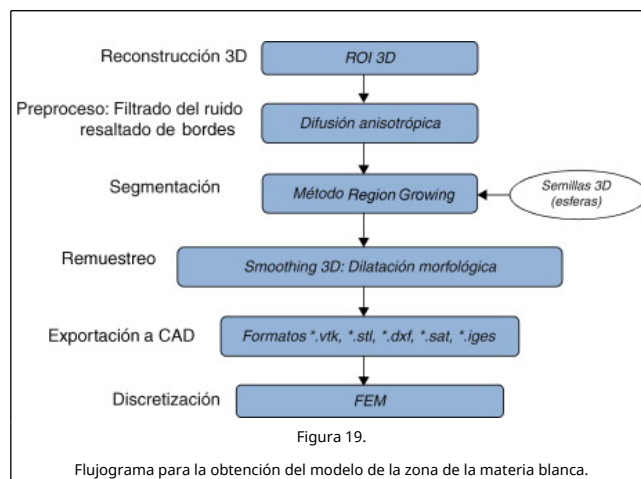 Reconstrucción 3D
ROI 3D
Preproceso: Filtrado del ruido
resaltado de bordes
Difusión anisotrópica
Segmentación
Método Region Growing
Semillas 3D
(esferas)
Remuestreo
Smoothing 3D: Dilatación morfológica
Exportación a CAD
Formatos *.vtk, *.stl, *.dxf, *.sat, *.iges
Discretización
FEM
Figura 19.
Flujograma para la obtención del modelo de la zona de la materia blanca.